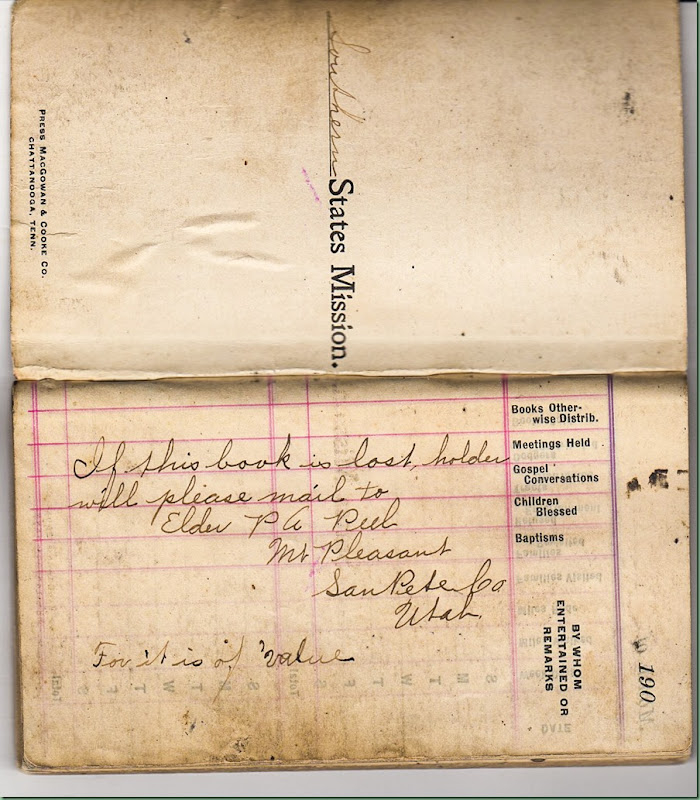 Southern States Mission.
PRESS MACGOWAN & COOKE CO.
CHATTANOOGA, TENN.
If this book is lost, holder
will please mail to
Elder P A Peel
Mt Pleasant
San Pete Co
Utah.
For it is of value
Books Other-
wise Distrib.
Meetings Held
Gospel
Conversations
Children
Blessed
Baptisms
BY WHOM
ENTERTAINED OR
REMARKS
190